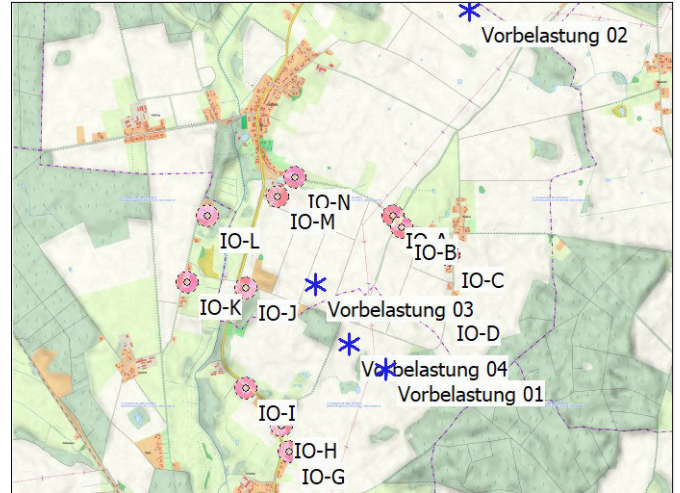 Vorbelastung 02
IO-N
IO-M
IO-A
IO-B
IO-L
IO-C
IO-K
IO-J
Vorbelastung 03
IO-D
Vorbelastung 04
Vorbelastung 01
IO-I
IO-H
IO-G